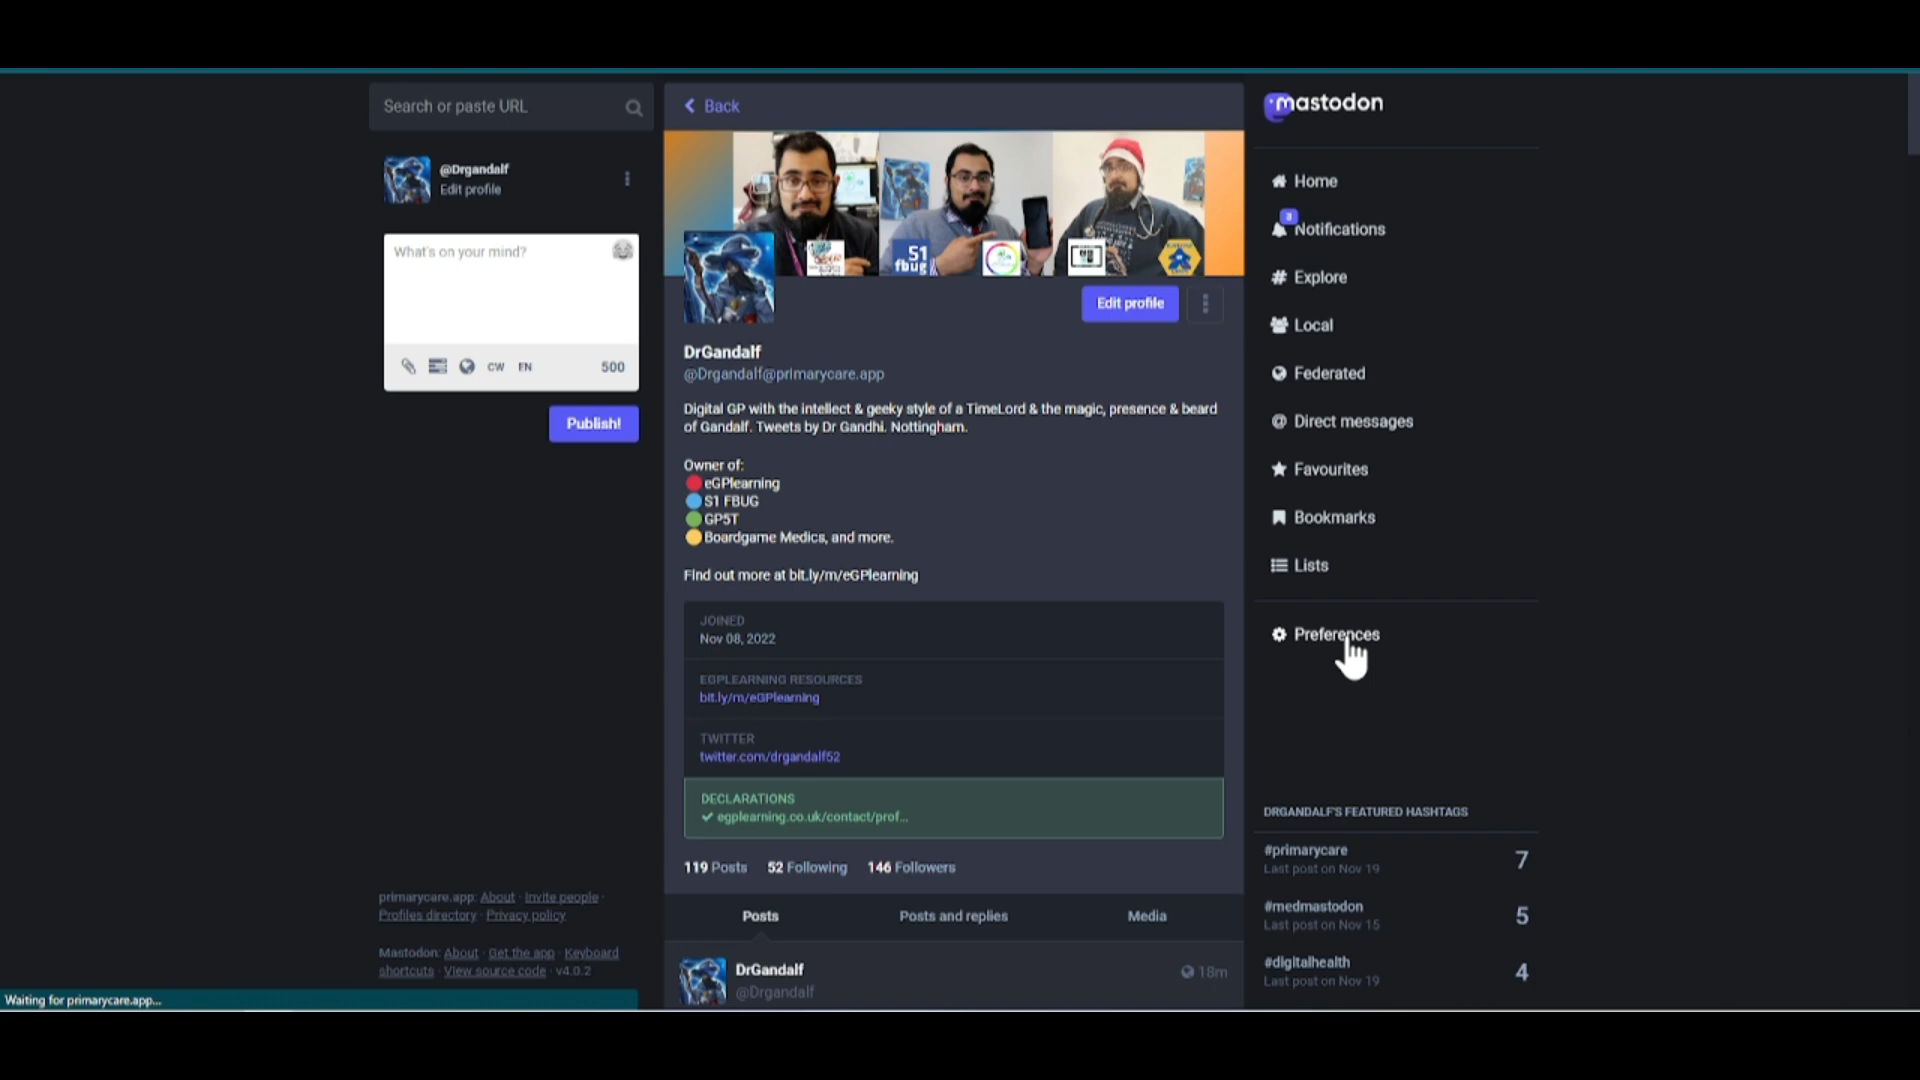 Search or paste URL
@Drgandalf
Edit profile
What's on your mind?
CW EN 500
Publish!
primarycare.app: About · Invite people ·
Profiles directory · Privacy policy
Mastodon: About · Get the app · Keyboard
shortcuts · View source code · v4.0.2
Waiting for primarycare.app...
Back
S1
fbug
Edit profile
DrGandalf
@Drgandalf@primarycare.app
Digital GP with the intellect & geeky style of a TimeLord & the magic, presence & beard
of Gandalf. Tweets by Dr Gandhi. Nottingham.
Owner of:
eGPlearning
S1 FBUG
GP5T
Boardgame Medics, and more.
Find out more at bit.ly/m/eGPlearning
JOINED
Nov 08, 2022
EGPLEARNING RESOURCES
bit.ly/m/eGPlearning
TWITTER
twitter.com/drgandalf52
DECLARATIONS
egplearning.co.uk/contact/prof...
119 Posts 52 Following 146 Followers
Posts Posts and replies Media
DrGandalf
@Drgandalf
18m
mastodon
Home
Notifications
Explore
Local
Federated
Direct messages
Favourites
Bookmarks
Lists
Preferences
DRGANDALF'S FEATURED HASHTAGS
#primarycare
Last post on Nov 19
7
#medmastodon
Last post on Nov 15
5
#digitalhealth
Last post on Nov 19
4